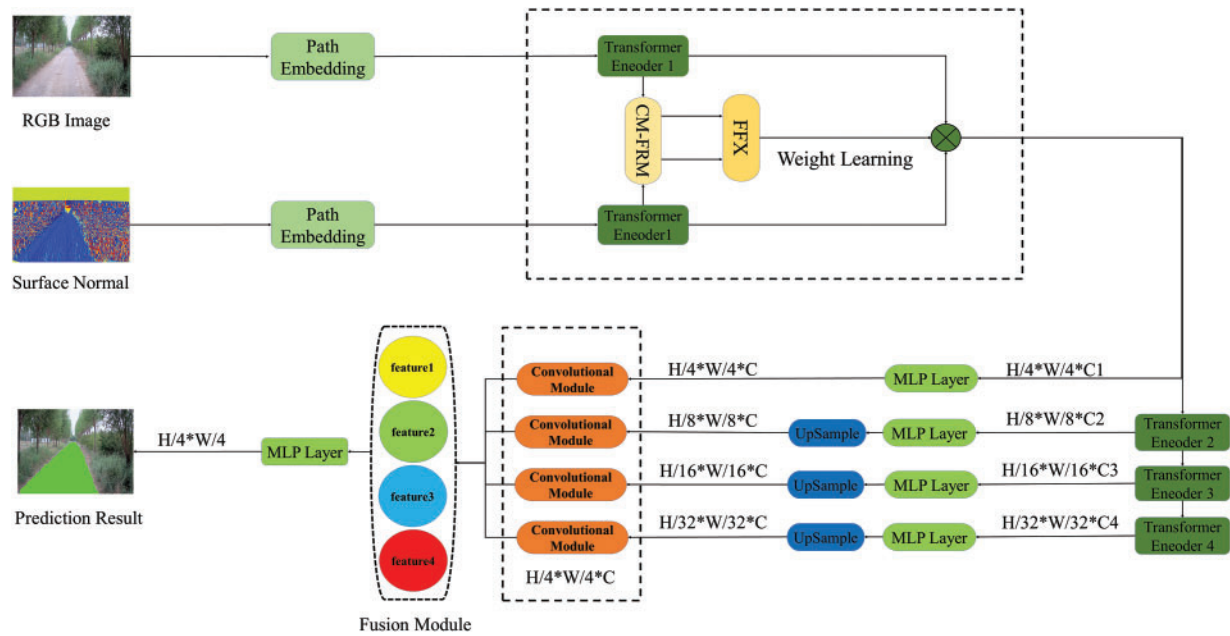 RGB Image
Path
Embedding
Transformer
Eneoder 1
CM-FRM
FFX
Weight Learning
Surface Normal
Path
Embedding
Transformer
Eneoder1
feature1
feature2
feature3
feature4
Fusion Module
Convolutional
Module
H/4*W/4*C
MLP Layer
H/4*W/4*C1
Convolutional
Module
H/8*W/8*C
UpSample
MLP Layer
H/8*W/8*C2
Transformer
Encoder 2
Convolutional
Module
H/16*W/16*C
UpSample
MLP Layer
H/16*W/16*C3
Transformer
Encoder 3
Convolutional
Module
H/32*W/32*C
UpSample
MLP Layer
H/32*W/32*C4
Transformer
Encoder 4
H/4*W/4*C
H/4*W/4
MLP Layer
Prediction Result